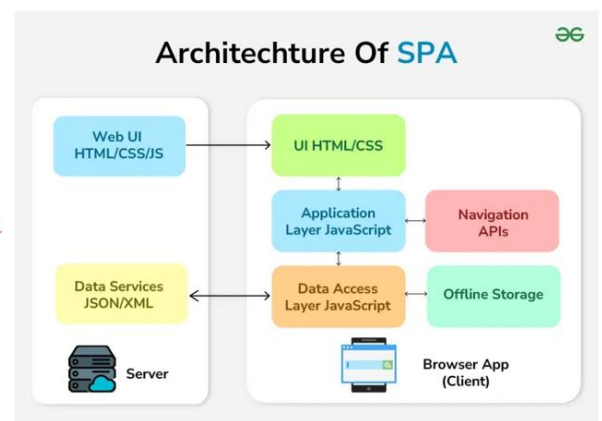 Architechture Of SPA
Web UI
HTML/CSS/JS
UI HTML/CSS
Application
Layer JavaScript
Navigation
APIs
Data Services
JSON/XML
Data Access
Layer JavaScript
Offline Storage
Server
Browser App
(Client)